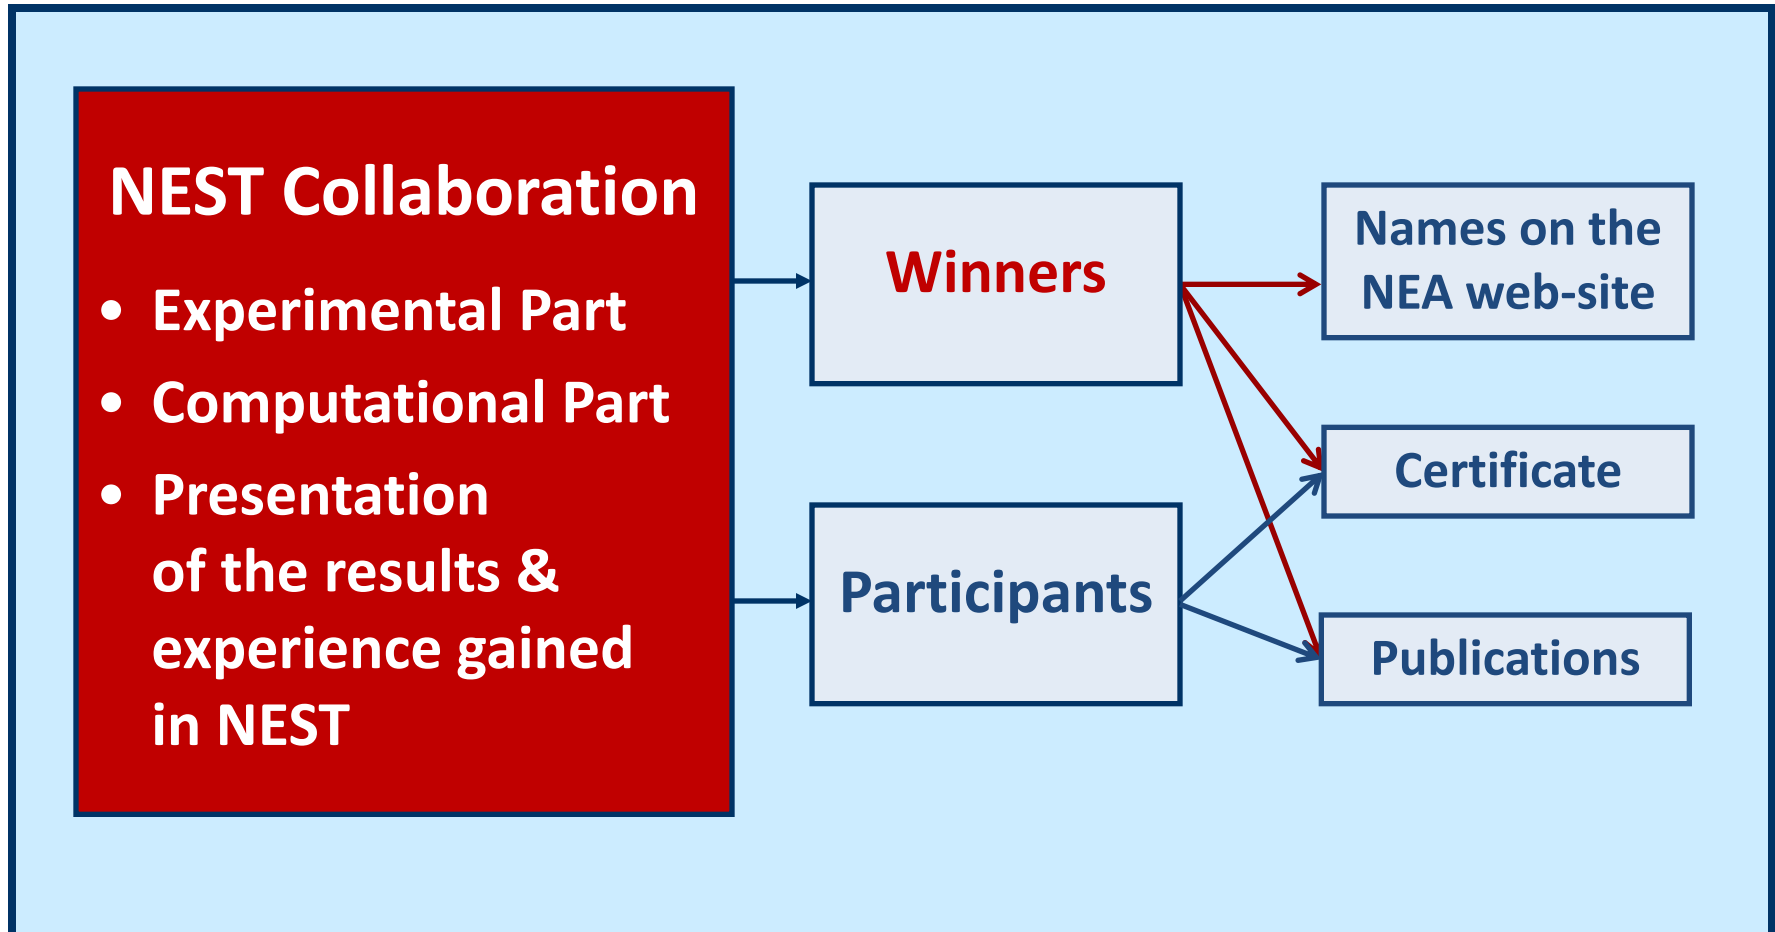 NEST Collaboration
• Experimental Part
• Computational Part
• Presentation
of the results &
experience gained
in NEST
Winners
Participants
Names on the
NEA web-site
Certificate
Publications